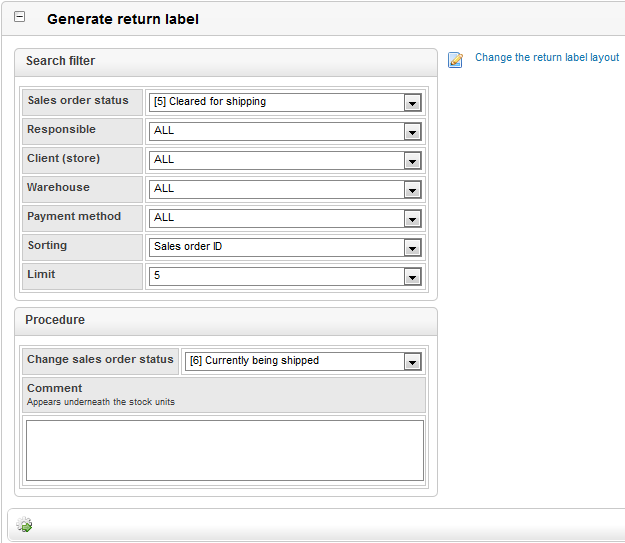 Generate return label
Search filter
Change the return label layout
Sales order status [5] Cleared for shipping
Responsible ALL
Client (store) ALL
Warehouse ALL
Payment method ALL
Sorting Sales order ID
Limit 5
Procedure
Change sales order status [6] Currently being shipped
Comment
Appears underneath the stock units